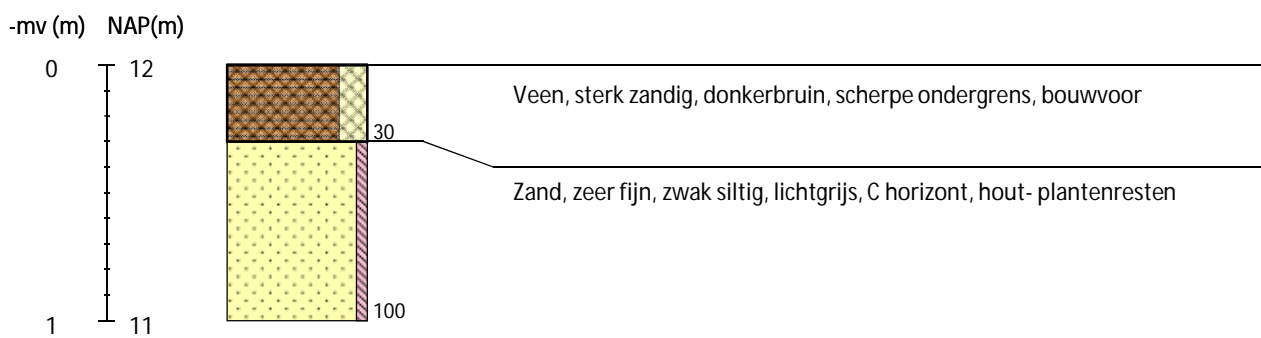 -mv (m) NAP(m)
0 12
Veen, sterk zandig, donkerbruin, scherpe ondergrens, bouwvoor
30
Zand, zeer fijn, zwak siltig, lichtgrijs, C horizont, hout- plantenresten
100
1 11